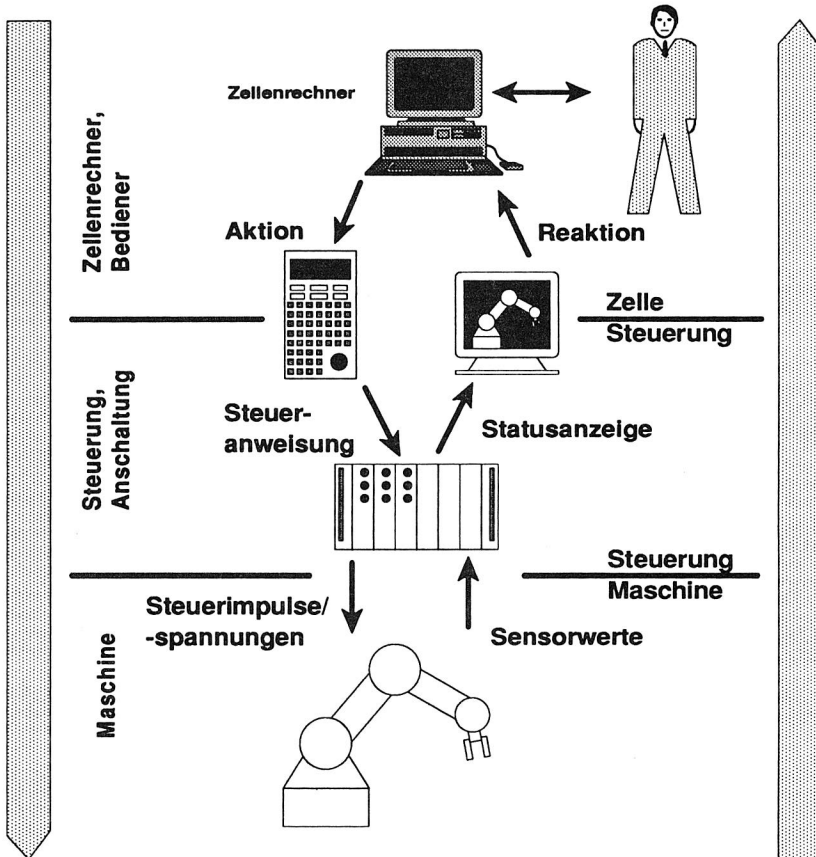 Zellenrechner
Zellenrechner,
Bediener
Aktion
Reaktion
Zelle
Steuerung
Steuerung,
Anschaltung
Steuer-
anweisung
Statusanzeige
Steuerung
Maschine
Steuerimpulse/
-spannungen
Sensorwerte
Maschine